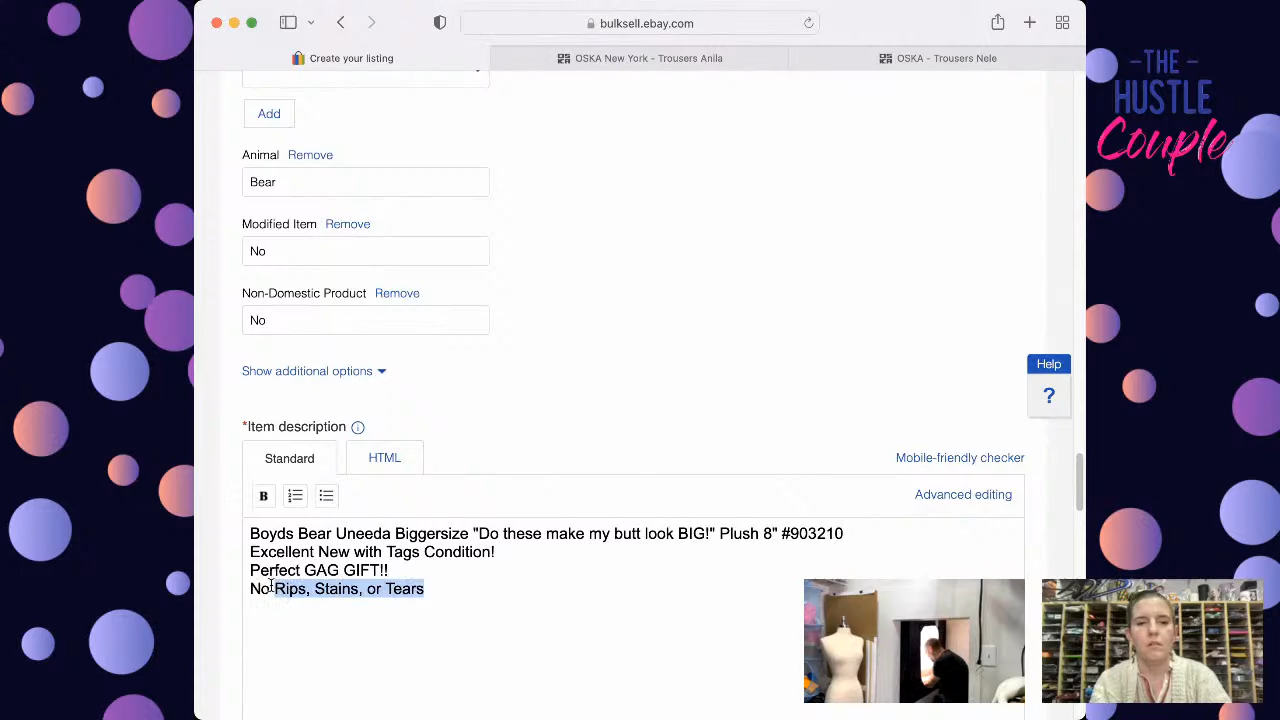 bulksell.ebay.com
Create your listing
OSKA New York - Trousers Anila
OSKA - Trousers Nele
THE
HUSTLE
Couple
Add
Animal Remove
Bear
Modified Item Remove
No
Non-Domestic Product Remove
No
Show additional options
Help
?
*Item description
Standard
HTML
Mobile-friendly checker
B
Advanced editing
Boyds Bear Uneeda Biggersize "Do these make my butt look BIG!" Plush 8" #903210
Excellent New with Tags Condition!
Perfect GAG GIFT!!
No Rips, Stains, or Tears